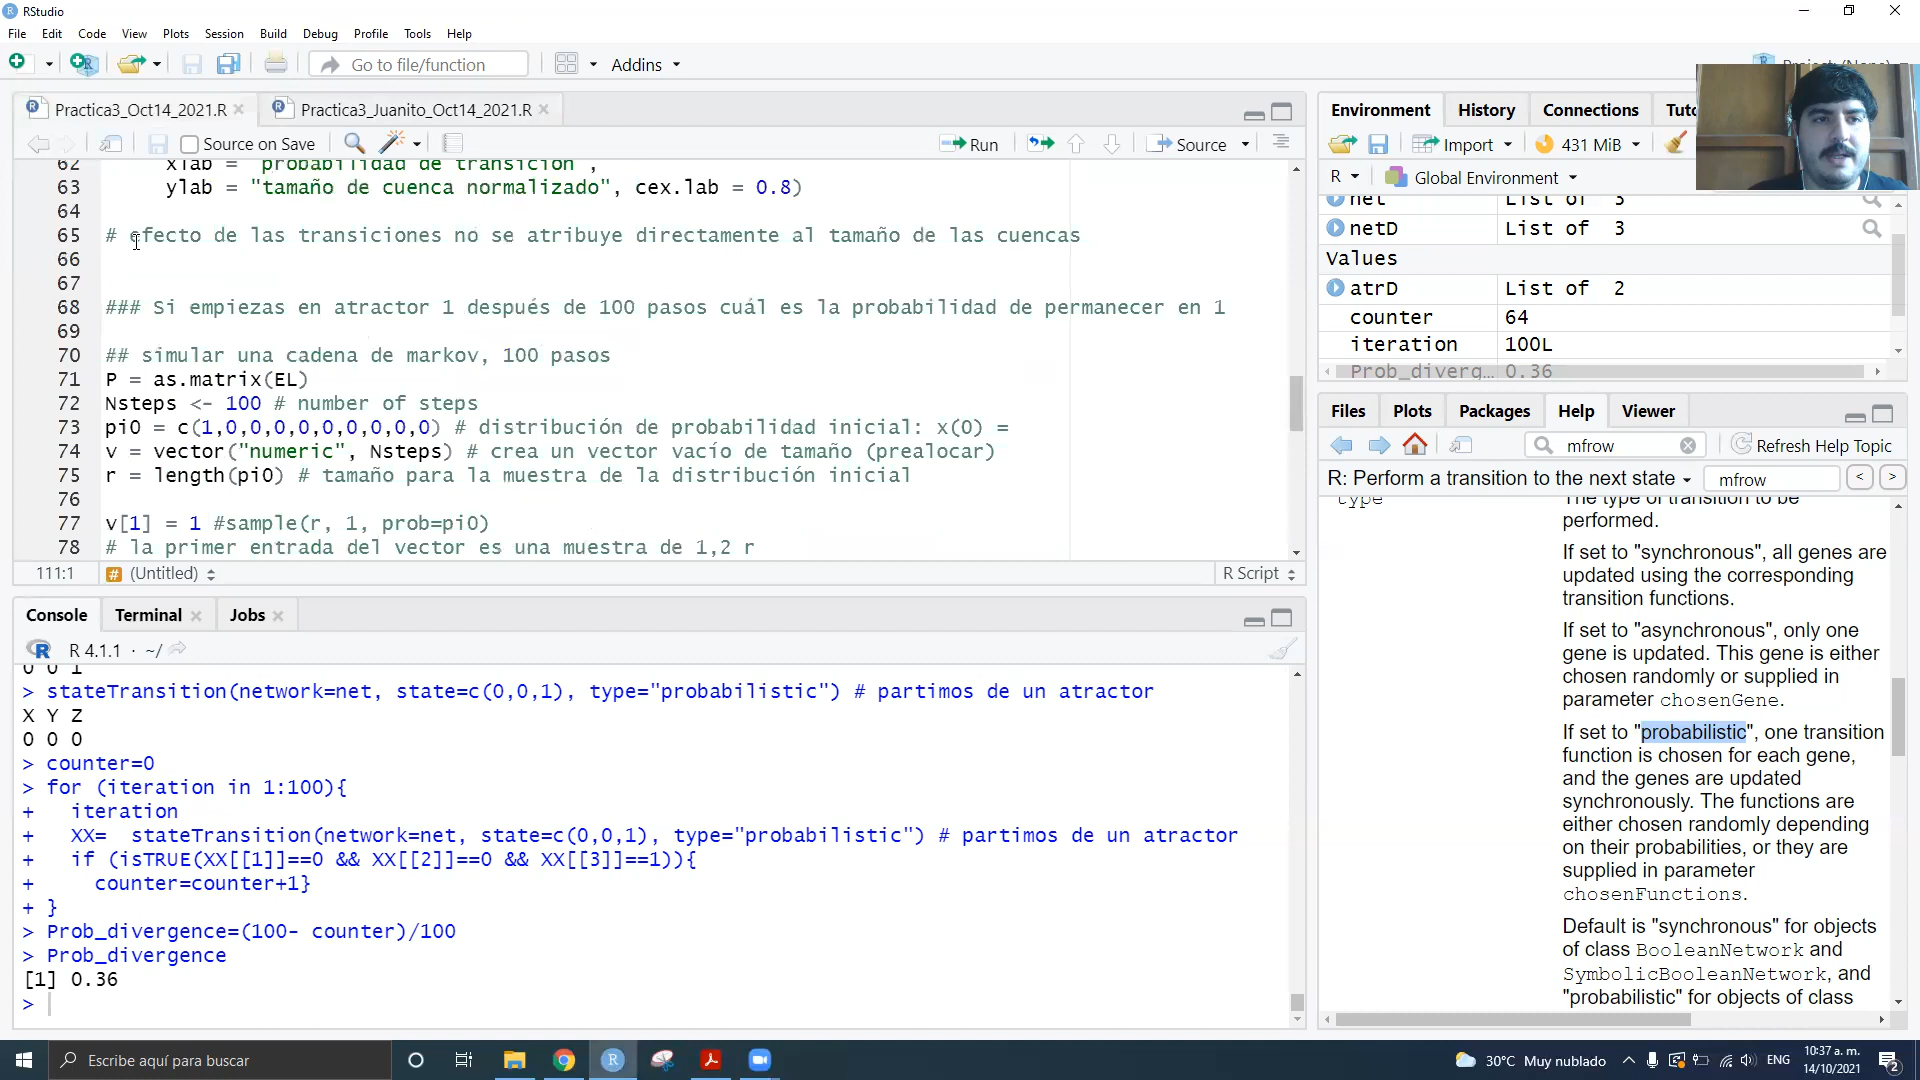 RStudio
File Edit Code View Plots Session Build Debug Profile Tools Help
Go to file/function Addins
Practica3_Oct14_2021.R Practica3_Juanito_Oct14_2021.R
Source on Save Run Source
62 xlab = "probabilidad de transición",
63 ylab = "tamaño de cuenca normalizado", cex.lab = 0.8)
64
65 # efecto de las transiciones no se atribuye directamente al tamaño de las cuencas
66
67
68 ### Si empiezas en atractor 1 después de 100 pasos cuál es la probabilidad de permanecer en 1
69
70 ## simular una cadena de markov, 100 pasos
71 P = as.matrix(EL)
72 Nsteps <- 100 # number of steps
73 pi0 = c(1,0,0,0,0,0,0,0,0,0) # distribución de probabilidad inicial: x(0) =
74 v = vector("numeric", Nsteps) # crea un vector vacío de tamaño (prealocar)
75 r = length(pi0) # tamaño para la muestra de la distribución inicial
76
77 v[1] = 1 #sample(r, 1, prob=pi0)
78 # la primer entrada del vector es una muestra de 1,2 r
111:1 (Untitled) R Script
Console Terminal Jobs
R 4.1.1 · ~/
0 0 1
> stateTransition(network=net, state=c(0,0,1), type="probabilistic") # partimos de un atractor
X Y Z
0 0 0
> counter=0
> for (iteration in 1:100){
+ iteration
+ XX= stateTransition(network=net, state=c(0,0,1), type="probabilistic") # partimos de un atractor
+ if (isTRUE(XX[[1]]==0 && XX[[2]]==0 && XX[[3]]==1)){
+ counter=counter+1}
+ }
> Prob_divergence=(100- counter)/100
> Prob_divergence
[1] 0.36
>
Environment History Connections
Import 431 MiB
R Global Environment
net List of 3
netD List of 3
Values
atrD List of 2
counter 64
iteration 100L
Prob_diverg… 0.36
Files Plots Packages Help Viewer
mfrow Refresh Help Topic
R: Perform a transition to the next state mfrow
type The type of transition to be
performed.
If set to "synchronous", all genes are
updated using the corresponding
transition functions.
If set to "asynchronous", only one
gene is updated. This gene is either
chosen randomly or supplied in
parameter chosenGene.
If set to "probabilistic", one transition
function is chosen for each gene,
and the genes are updated
synchronously. The functions are
either chosen randomly depending
on their probabilities, or they are
supplied in parameter
chosenFunctions.
Default is "synchronous" for objects
of class BooleanNetwork and
SymbolicBooleanNetwork, and
"probabilistic" for objects of class
Escribe aquí para buscar
30°C Muy nublado ENG
10:37 a. m.
14/10/2021
2